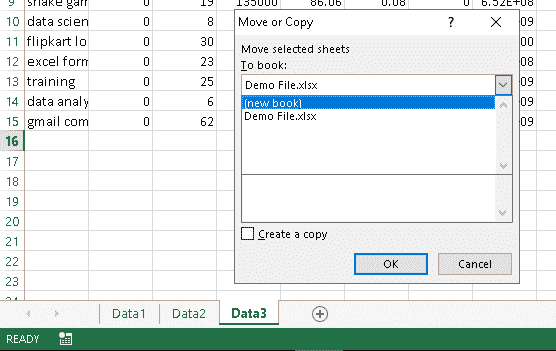 9 snake gam 0 19 135000 86.06 0.08 0 6.52E+08
10 data scien 0 8 09
11 flipkart lo 0 30 00
12 excel form 0 23 08
13 training 0 25 09
14 data analy 0 6 09
15 gmail com 0 62 09
16
17
18
19
20
21
22
23
Move or Copy ?
Move selected sheets
To book:
Demo File.xlsx
(new book)
Demo File.xlsx
Create a copy
OK Cancel
Data1 Data2 Data3
READY